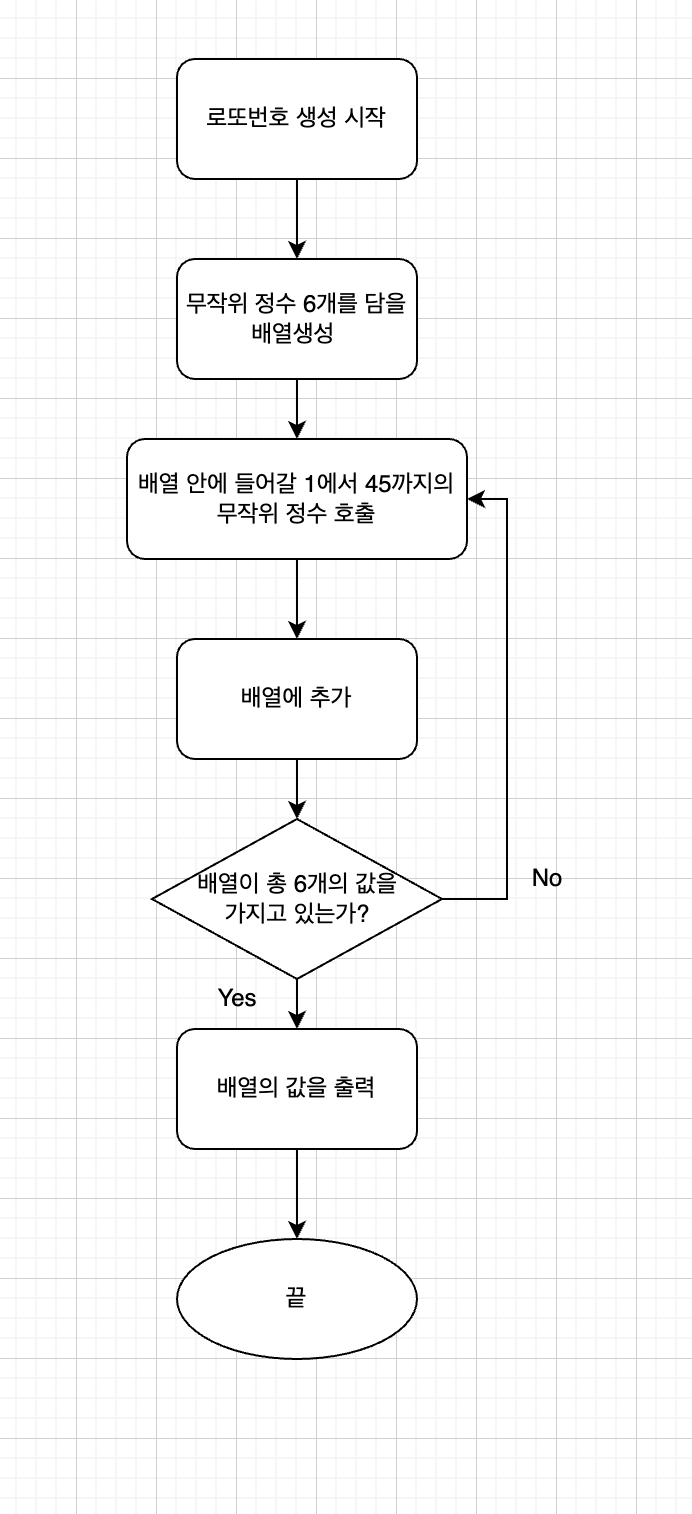 로또번호 생성 시작
무작위 정수 6개를 담을
배열생성
배열 안에 들어갈 1에서 45까지의
무작위 정수 호출
배열에 추가
배열이 총 6개의 값을
가지고 있는가?
No
Yes
배열의 값을 출력
끝